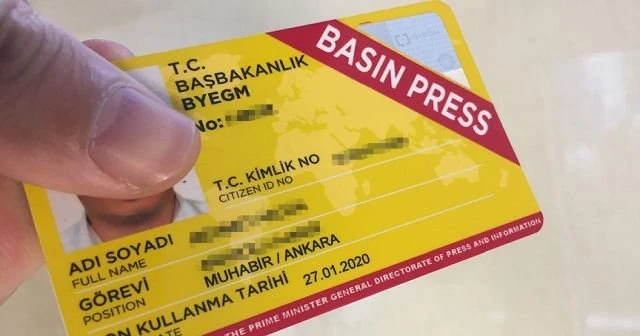 T.C.
BAŞBAKANLIK
BYEGM
BASIN PRESS
No:
T.C. KİMLİK NO
CITIZEN ID NO
ADI SOYADI
FULL NAME
GÖREVİ
POSITION
MUHABİR / ANKARA
ON KULLANMA TARİHİ 27.01.2020
THE PRIME MINISTER GENERAL DIRECTORATE OF PRESS AND INFORMATION